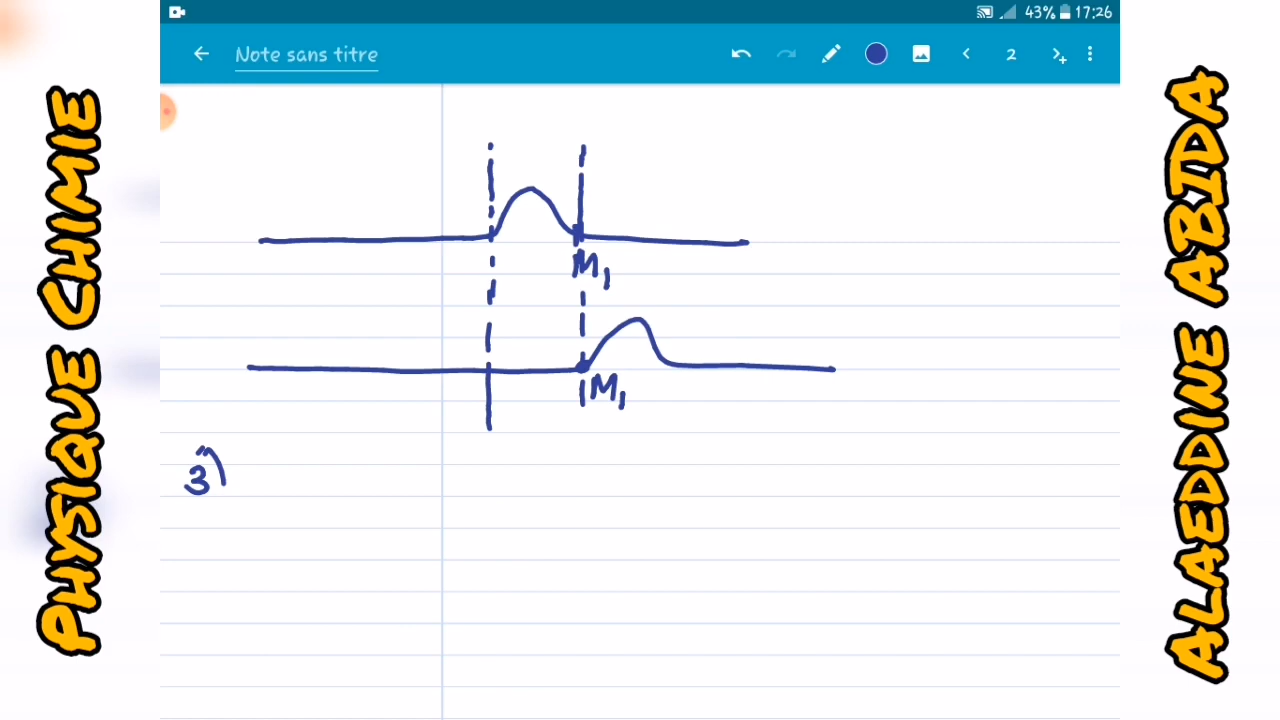 PHYSIQUE CHIMIE
43% 17:26
Note sans titre
2
M1
M1
3")
ALAEDDINE ABIDA